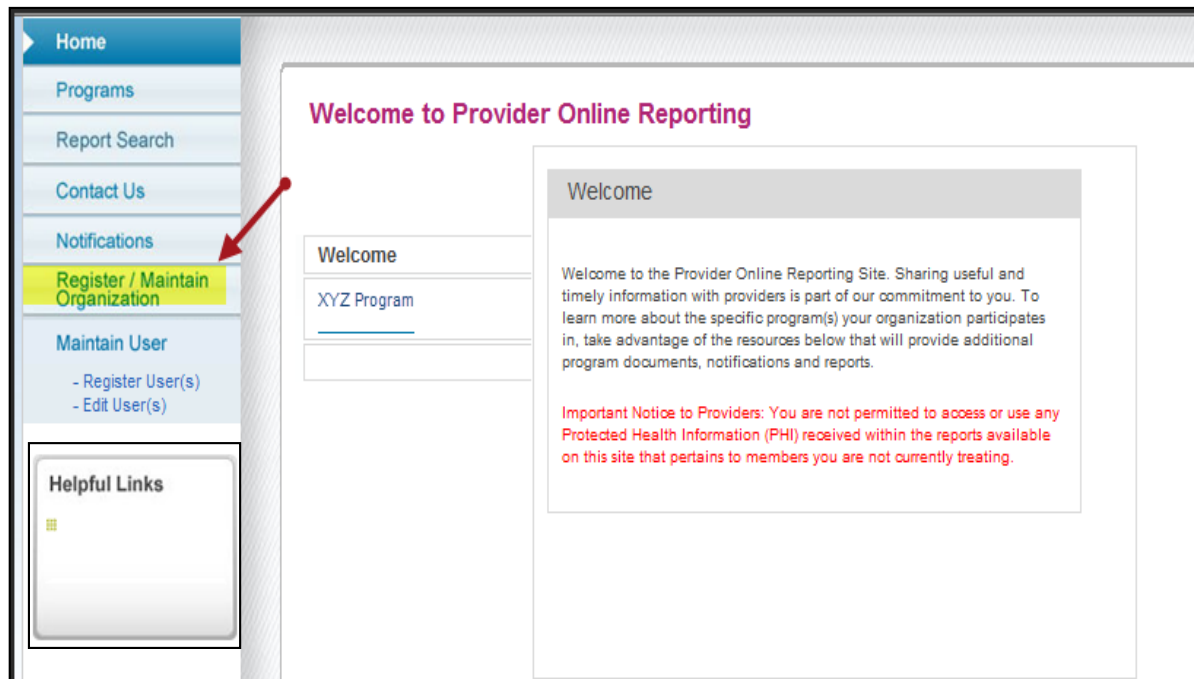 Home
Programs
Report Search
Contact Us
Notifications
Register / Maintain
Organization
Maintain User
- Register User(s)
- Edit User(s)
Helpful Links
Welcome to Provider Online Reporting
Welcome
XYZ Program
Welcome
Welcome to the Provider Online Reporting Site. Sharing useful and
timely information with providers is part of our commitment to you. To
learn more about the specific program(s) your organization participates
in, take advantage of the resources below that will provide additional
program documents, notifications and reports.
Important Notice to Providers: You are not permitted to access or use any
Protected Health Information (PHI) received within the reports available
on this site that pertains to members you are not currently treating.